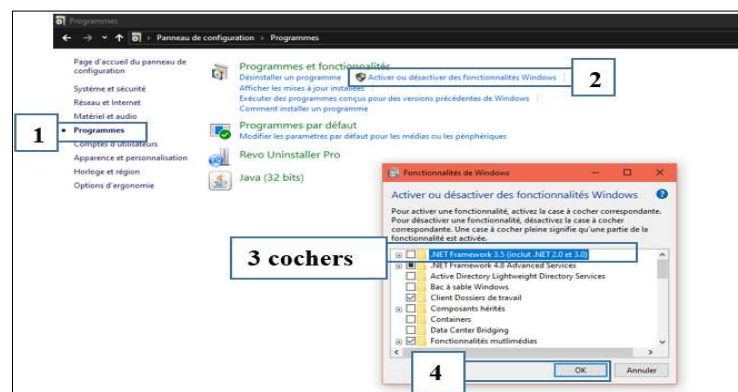 Programmes
Panneau de configuration › Programmes
Page d'accueil du panneau de configuration
Système et sécurité
Réseau et Internet
Matériel et audio
1
Programmes
Comptes d'utilisateurs
Apparence et personnalisation
Horloge et région
Options d'ergonomie
Programmes et fonctionnalités
Désinstaller un programme
Activer ou désactiver des fonctionnalités Windows
2
Afficher les mises à jour installées
Exécuter des programmes conçus pour des versions précédentes de Windows
Comment installer un programme
Programmes par défaut
Modifier les paramètres par défaut pour les médias ou les périphériques
Revo Uninstaller Pro
Java (32 bits)
Fonctionnalités de Windows
Activer ou désactiver des fonctionnalités Windows
Pour activer une fonctionnalité, activez la case à cocher correspondante.
Pour désactiver une fonctionnalité, désactivez la case à cocher
correspondante. Une case à cocher pleine signifie qu'une partie de la
fonctionnalité est activée.
3 cochers
.NET Framework 3.5 (inclut .NET 2.0 et 3.0)
.NET Framework 4.8 Advanced Services
Active Directory Lightweight Directory Services
Bac à sable Windows
Client Dossiers de travail
Composants hérités
Containers
Data Center Bridging
Fonctionnalités mutlimédias
4
OK
Annuler